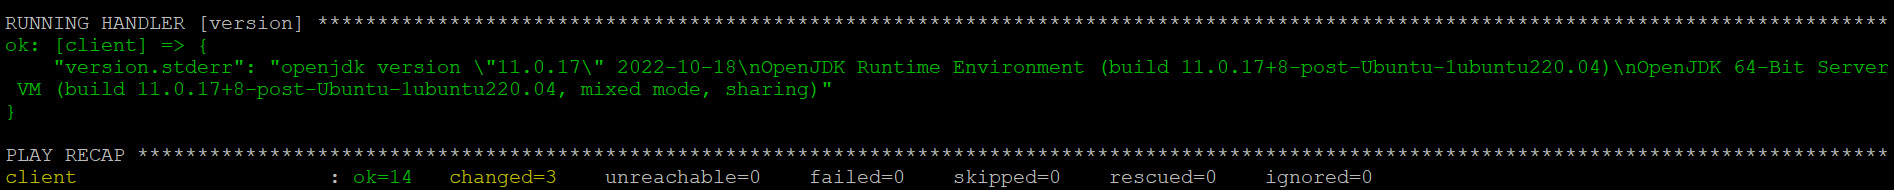 RUNNING HANDLER [version] ***********************************************************************************************************************************
ok: [client] => {
    "version.stderr": "openjdk version \"11.0.17\" 2022-10-18\nOpenJDK Runtime Environment (build 11.0.17+8-post-Ubuntu-1ubuntu220.04)\nOpenJDK 64-Bit Server
 VM (build 11.0.17+8-post-Ubuntu-1ubuntu220.04, mixed mode, sharing)"
}
PLAY RECAP **************************************************************************************************************************************************
client                     : ok=14   changed=3    unreachable=0    failed=0    skipped=0    rescued=0    ignored=0